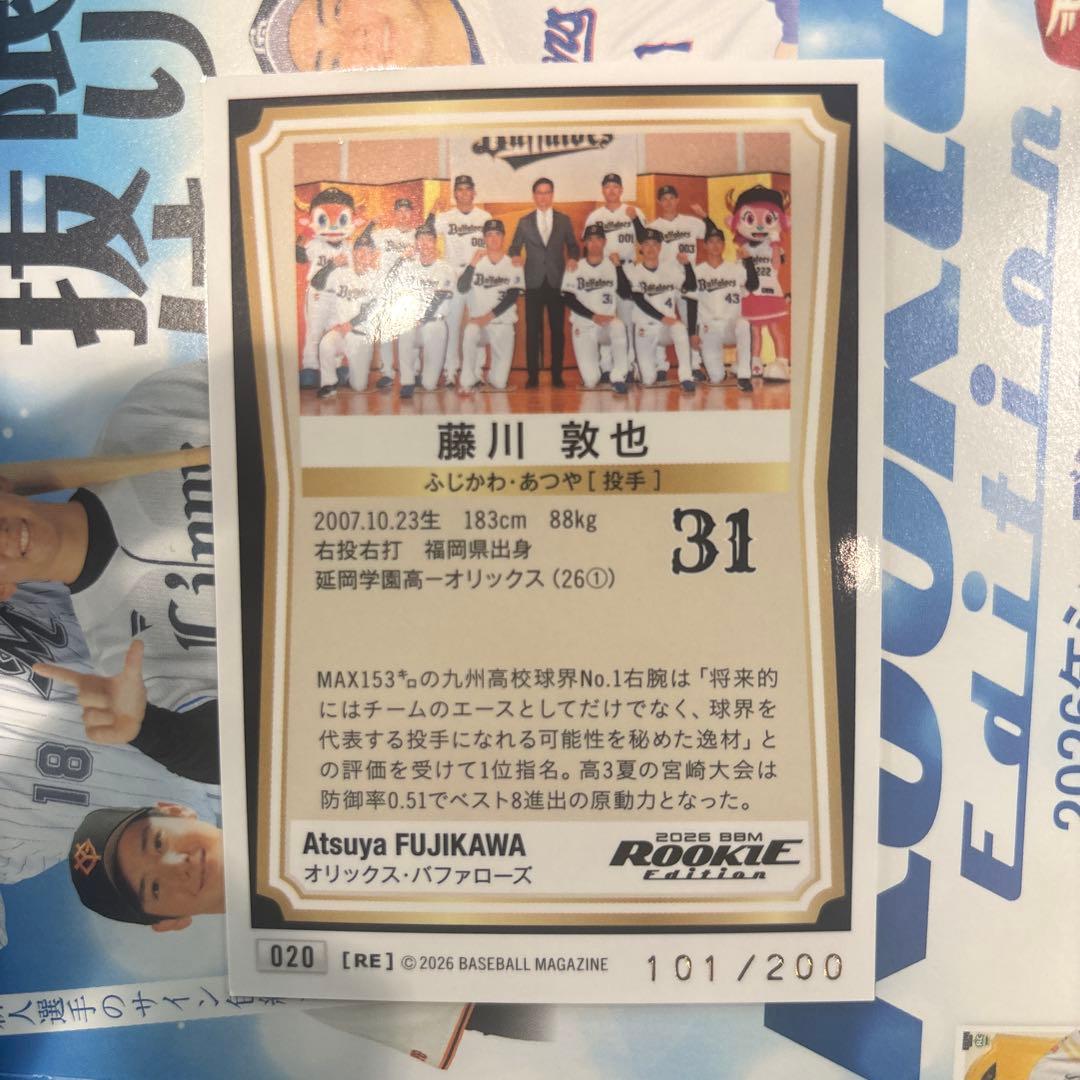 Buffaloes
藤川 敦也
ふじかわ・あつや[ 投手 ]
2007.10.23生 183cm 88kg
右投右打 福岡県出身
延岡学園高ーオリックス(26①)
31
MAX153㌔の九州高校球界No.1右腕は「将来的
にはチームのエースとしてだけでなく、球界を
代表する投手になれる可能性を秘めた逸材」と
の評価を受けて1位指名。高3夏の宮崎大会は
防御率0.51でベスト8進出の原動力となった。
Atsuya FUJIKAWA
オリックス・バファローズ
2026 BBM
ROOKIE
Edition
020
[RE] ©2026 BASEBALL MAGAZINE
101/200
Edition
2026年
18